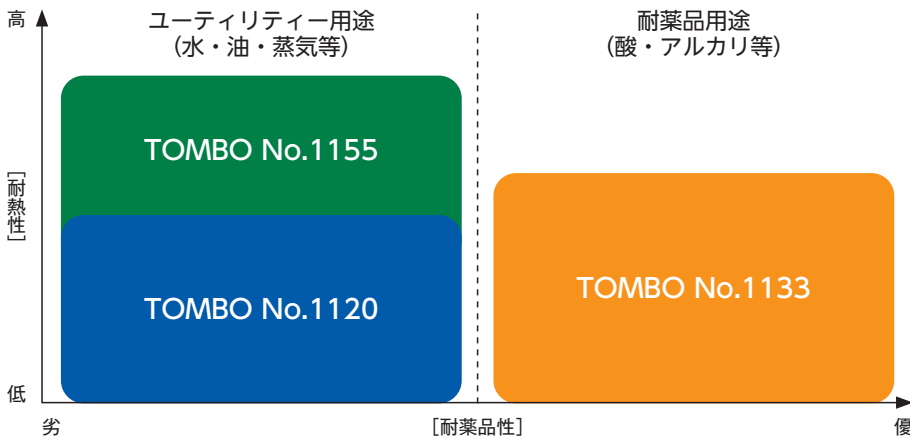 高
ユーティリティー用途
（水・油・蒸気等）
耐薬品用途
（酸・アルカリ等）
TOMBO No.1155
［耐熱性］
TOMBO No.1120
TOMBO No.1133
低
劣
［耐薬品性］
優